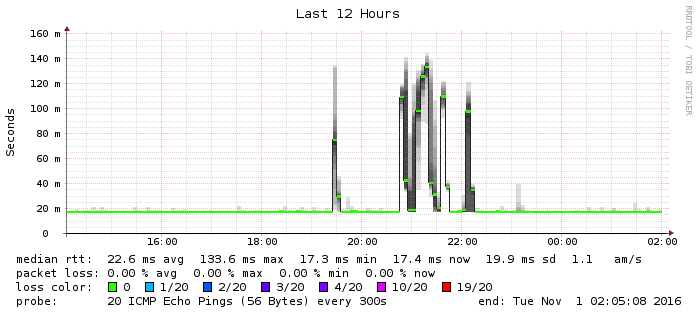 Last 12 Hours
RRDTOOL / TOBI OETIKER
Seconds
160 m
140 m
120 m
100 m
80 m
60 m
40 m
20 m
0
16:00 18:00 20:00 22:00 00:00 02:00
median rtt: 22.6 ms avg 133.6 ms max 17.3 ms min 17.4 ms now 19.9 ms sd 1.1 am/s
packet loss: 0.00 % avg 0.00 % max 0.00 % min 0.00 % now
loss color: 0 1/20 2/20 3/20 4/20 10/20 19/20
probe: 20 ICMP Echo Pings (56 Bytes) every 300s end: Tue Nov 1 02:05:08 2016